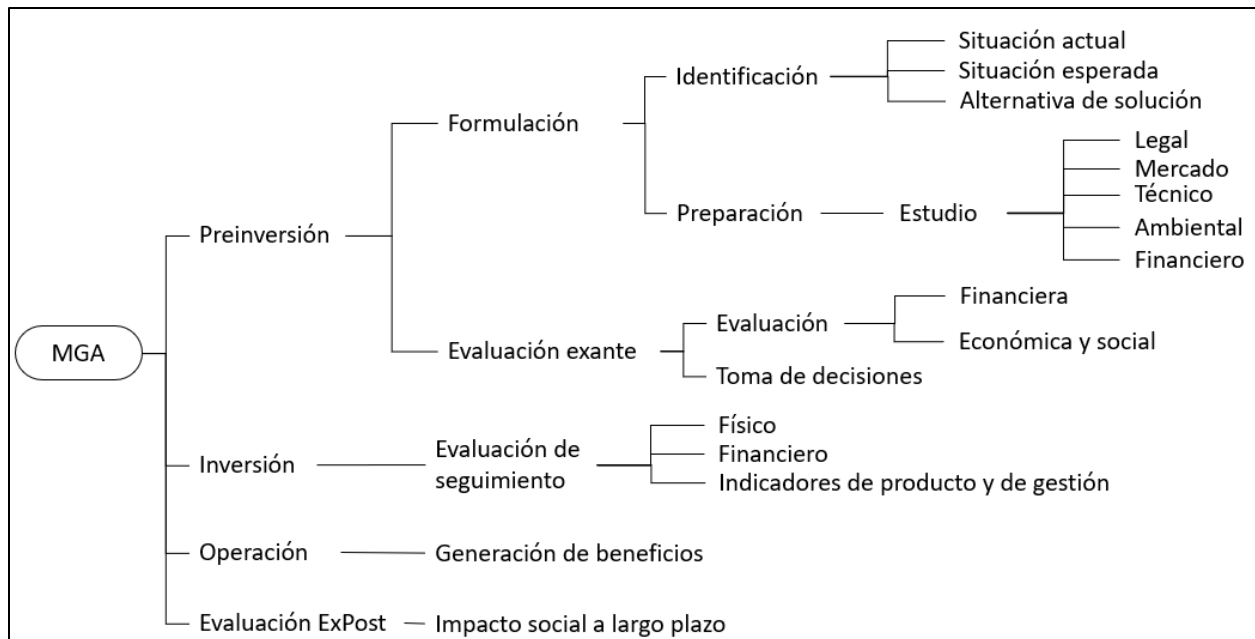 MGA
Preinversión
Formulación
Identificación
Situación actual
Situación esperada
Alternativa de solución
Preparación
Estudio
Legal
Mercado
Técnico
Ambiental
Financiero
Evaluación exante
Evaluación
Financiera
Económica y social
Toma de decisiones
Inversión
Evaluación de
seguimiento
Físico
Financiero
Indicadores de producto y de gestión
Operación
Generación de beneficios
Evaluación ExPost
Impacto social a largo plazo